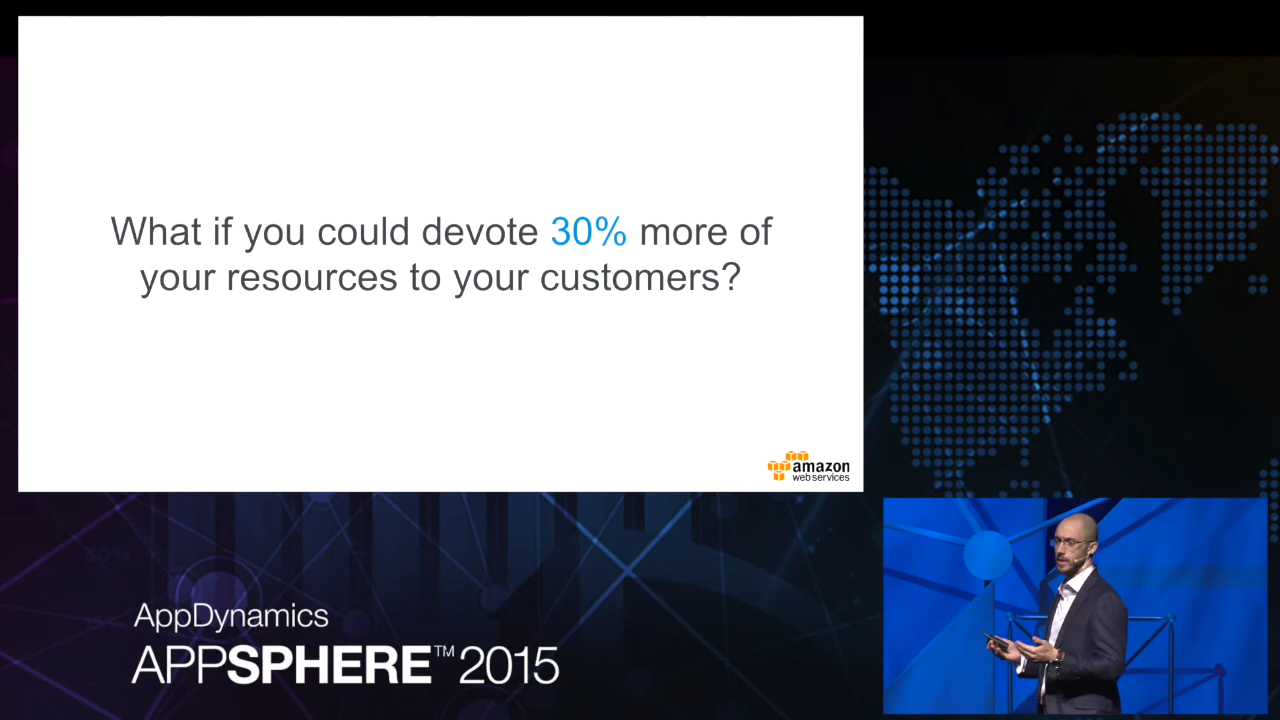 What if you could devote 30% more of
your resources to your customers?
amazon
web services
AppDynamics
APPSPHERE™ 2015